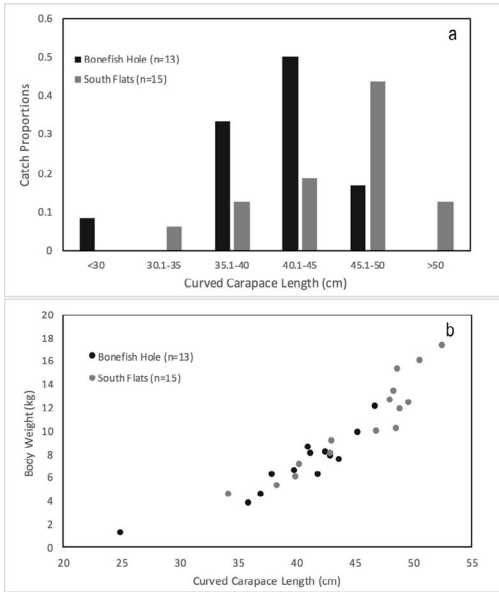 a
0.6
0.5
0.4
0.3
0.2
0.1
0
Catch Proportions
Bonefish Hole (n=13)
South Flats (n=15)
<30 30.1-35 35.1-40 40.1-45 45.1-50 >50
Curved Carapace Length (cm)
b
20
18
16
14
12
10
8
6
4
2
0
Body Weight (kg)
Bonefish Hole (n=13)
South Flats (n=15)
20 25 30 35 40 45 50 55
Curved Carapace Length (cm)